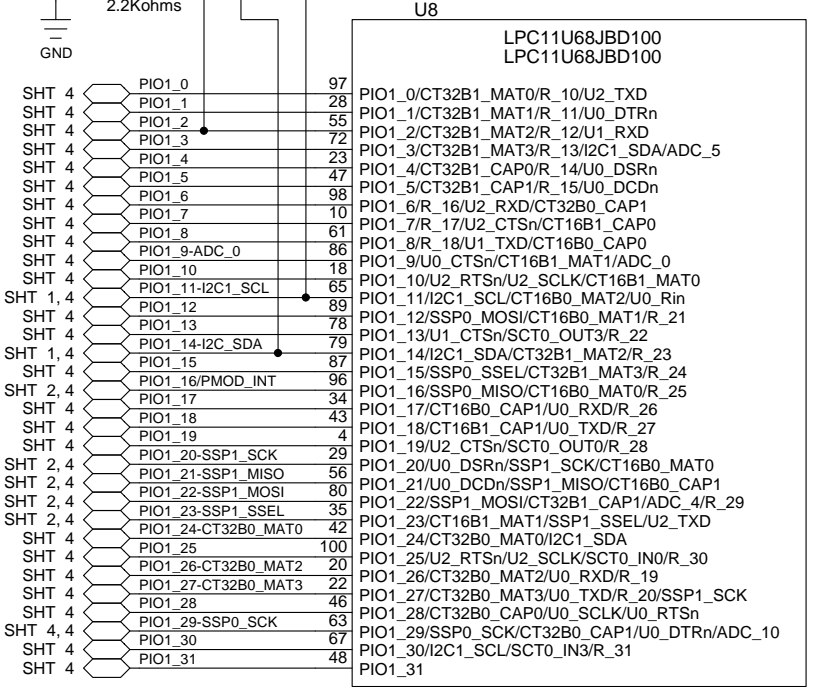 2.2Kohms
U8
GND
LPC11U68JBD100
LPC11U68JBD100
SHT 4 PIO1_0 97 PIO1_0/CT32B1_MAT0/R_10/U2_TXD
SHT 4 PIO1_1 28 PIO1_1/CT32B1_MAT1/R_11/U0_DTRn
SHT 4 PIO1_2 55 PIO1_2/CT32B1_MAT2/R_12/U1_RXD
SHT 4 PIO1_3 72 PIO1_3/CT32B1_MAT3/R_13/I2C1_SDA/ADC_5
SHT 4 PIO1_4 23 PIO1_4/CT32B1_CAP0/R_14/U0_DSRn
SHT 4 PIO1_5 47 PIO1_5/CT32B1_CAP1/R_15/U0_DCDn
SHT 4 PIO1_6 98 PIO1_6/R_16/U2_RXD/CT32B0_CAP1
SHT 4 PIO1_7 10 PIO1_7/R_17/U2_CTSn/CT16B1_CAP0
SHT 4 PIO1_8 61 PIO1_8/R_18/U1_TXD/CT16B0_CAP0
SHT 4 PIO1_9-ADC_0 86 PIO1_9/U0_CTSn/CT16B1_MAT1/ADC_0
SHT 4 PIO1_10 18 PIO1_10/U2_RTSn/U2_SCLK/CT16B1_MAT0
SHT 1, 4 PIO1_11-I2C1_SCL 65 PIO1_11/I2C1_SCL/CT16B0_MAT2/U0_Rin
SHT 4 PIO1_12 89 PIO1_12/SSP0_MOSI/CT16B0_MAT1/R_21
SHT 4 PIO1_13 78 PIO1_13/U1_CTSn/SCT0_OUT3/R_22
SHT 1, 4 PIO1_14-I2C_SDA 79 PIO1_14/I2C1_SDA/CT32B1_MAT2/R_23
SHT 4 PIO1_15 87 PIO1_15/SSP0_SSEL/CT32B1_MAT3/R_24
SHT 2, 4 PIO1_16/PMOD_INT 96 PIO1_16/SSP0_MISO/CT16B0_MAT0/R_25
SHT 4 PIO1_17 34 PIO1_17/CT16B0_CAP1/U0_RXD/R_26
SHT 4 PIO1_18 43 PIO1_18/CT16B1_CAP1/U0_TXD/R_27
SHT 4 PIO1_19 4 PIO1_19/U2_CTSn/SCT0_OUT0/R_28
SHT 2, 4 PIO1_20-SSP1_SCK 29 PIO1_20/U0_DSRn/SSP1_SCK/CT16B0_MAT0
SHT 2, 4 PIO1_21-SSP1_MISO 56 PIO1_21/U0_DCDn/SSP1_MISO/CT16B0_CAP1
SHT 2, 4 PIO1_22-SSP1_MOSI 80 PIO1_22/SSP1_MOSI/CT32B1_CAP1/ADC_4/R_29
SHT 2, 4 PIO1_23-SSP1_SSEL 35 PIO1_23/CT16B1_MAT1/SSP1_SSEL/U2_TXD
SHT 4 PIO1_24-CT32B0_MAT0 42 PIO1_24/CT32B0_MAT0/I2C1_SDA
SHT 4 PIO1_25 100 PIO1_25/U2_RTSn/U2_SCLK/SCT0_IN0/R_30
SHT 4 PIO1_26-CT32B0_MAT2 20 PIO1_26/CT32B0_MAT2/U0_RXD/R_19
SHT 4 PIO1_27-CT32B0_MAT3 22 PIO1_27/CT32B0_MAT3/U0_TXD/R_20/SSP1_SCK
SHT 4 PIO1_28 46 PIO1_28/CT32B0_CAP0/U0_SCLK/U0_RTSn
SHT 4, 4 PIO1_29-SSP0_SCK 63 PIO1_29/SSP0_SCK/CT32B0_CAP1/U0_DTRn/ADC_10
SHT 4 PIO1_30 67 PIO1_30/I2C1_SCL/SCT0_IN3/R_31
SHT 4 PIO1_31 48 PIO1_31